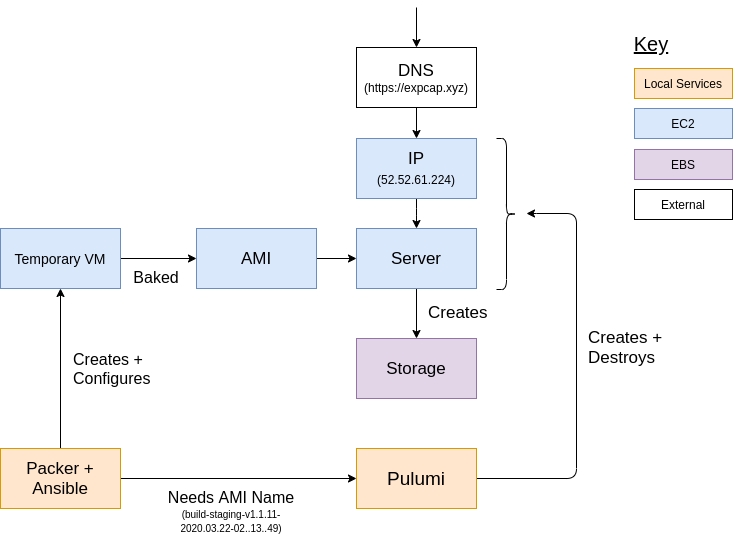 Key
DNS
(https://expcap.xyz)
Local Services
EC2
IP
(52.52.61.224)
EBS
External
Temporary VM
Baked
AMI
Server
Creates
Creates +
Destroys
Creates +
Configures
Storage
Packer +
Ansible
Needs AMI Name
(build-staging-v1.1.11-
2020.03.22-02..13..49)
Pulumi